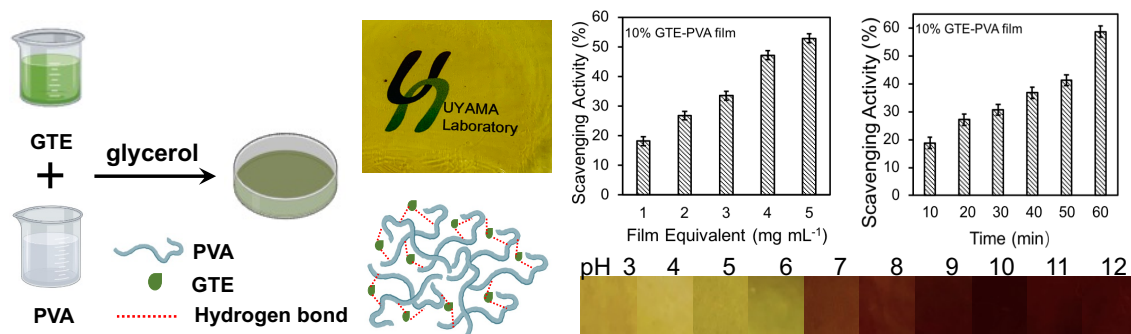 GTE
+
PVA
glycerol
UYAMA
Laboratory
PVA
GTE
Hydrogen bond
10% GTE-PVA film
Scavenging Activity (%)
60
50
40
30
20
10
0
1 2 3 4 5
Film Equivalent (mg mL⁻¹)
10% GTE-PVA film
Scavenging Activity (%)
60
50
40
30
20
10
0
10 20 30 40 50 60
Time (min)
pH 3 4 5 6 7 8 9 10 11 12